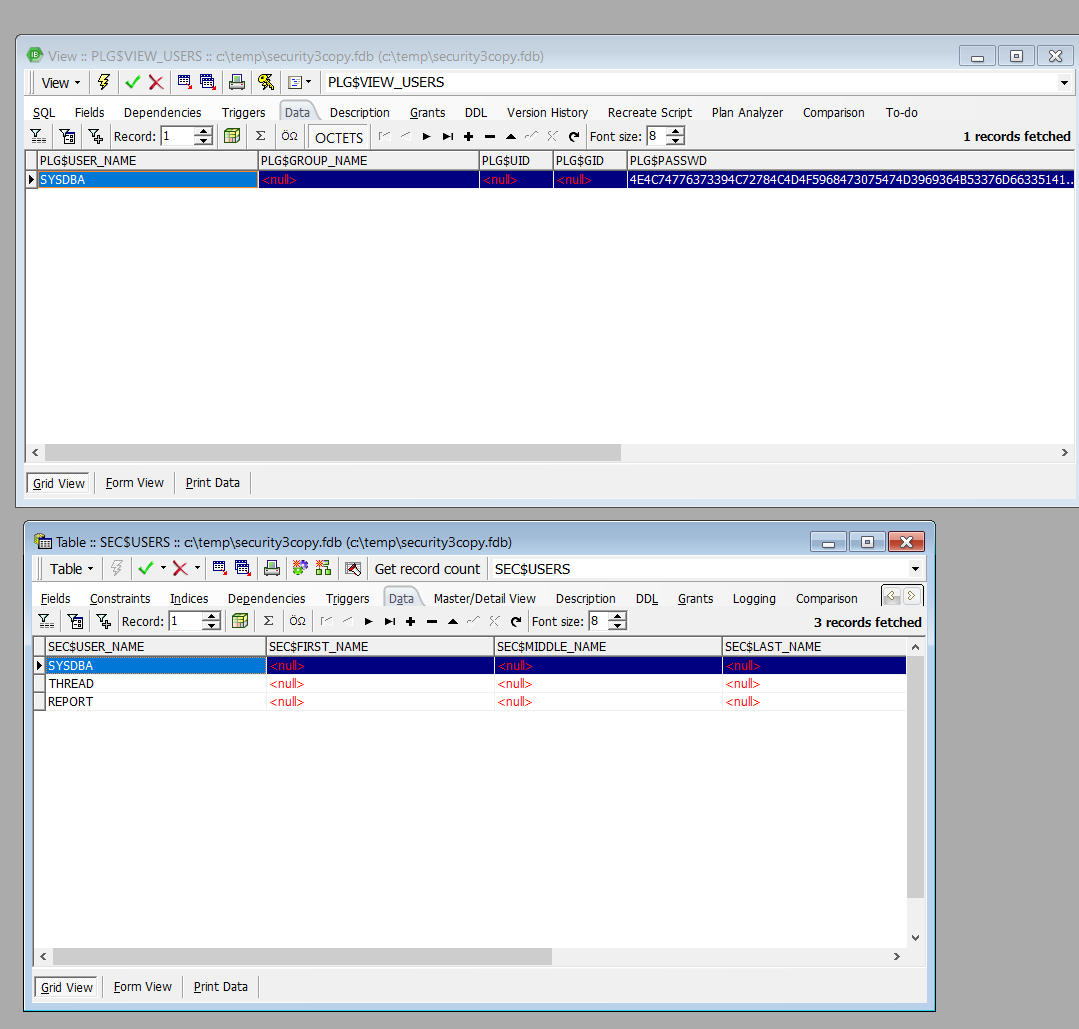 View :: PLG$VIEW_USERS :: c:\temp\security3copy.fdb (c:\temp\security3copy.fdb)
View PLG$VIEW_USERS
SQL Fields Dependencies Triggers Data Description Grants DDL Version History Recreate Script Plan Analyzer Comparison To-do
Record: 1 Σ ÖΩ OCTETS Font size: 8 1 records fetched
PLG$USER_NAME PLG$GROUP_NAME PLG$UID PLG$GID PLG$PASSWD
SYSDBA <null> <null> <null> 4E4C74776373394C72784C4D4F5968473075474D3969364B53376D66335141...
Grid View Form View Print Data
Table :: SEC$USERS :: c:\temp\security3copy.fdb (c:\temp\security3copy.fdb)
Table Get record count SEC$USERS
Fields Constraints Indices Dependencies Triggers Data Master/Detail View Description DDL Grants Logging Comparison
Record: 1 Σ ÖΩ Font size: 8 3 records fetched
SEC$USER_NAME SEC$FIRST_NAME SEC$MIDDLE_NAME SEC$LAST_NAME
SYSDBA <null> <null> <null>
THREAD <null> <null> <null>
REPORT <null> <null> <null>
Grid View Form View Print Data